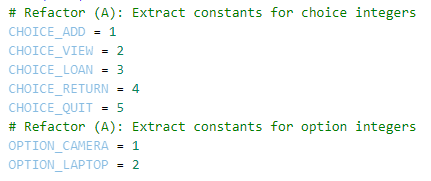 # Refactor (A): Extract constants for choice integers
CHOICE_ADD = 1
CHOICE_VIEW = 2
CHOICE_LOAN = 3
CHOICE_RETURN = 4
CHOICE_QUIT = 5
# Refactor (A): Extract constants for option integers
OPTION_CAMERA = 1
OPTION_LAPTOP = 2